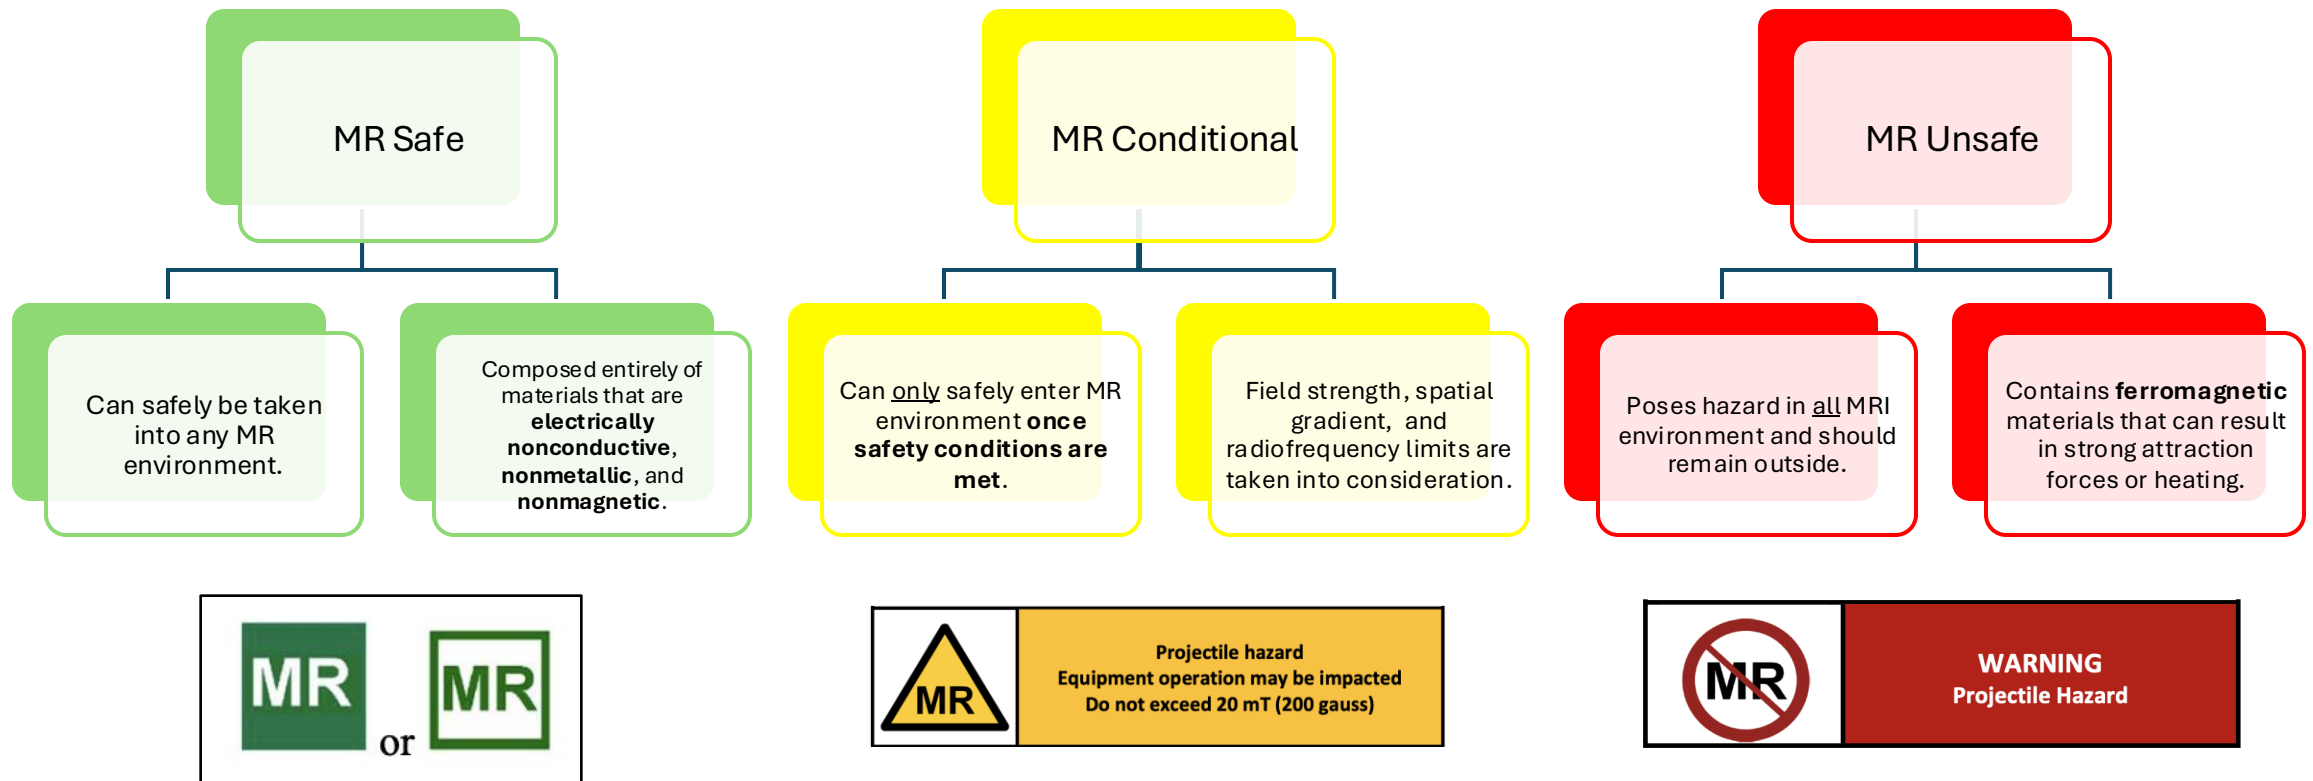 MR Safe
Can safely be taken
into any MR
environment.
Composed entirely of
materials that are
electrically
nonconductive,
nonmetallic, and
nonmagnetic.
MR
or
MR
MR Conditional
Can only safely enter MR
environment once
safety conditions are
met.
Field strength, spatial
gradient, and
radiofrequency limits are
taken into consideration.
MR
Projectile hazard
Equipment operation may be impacted
Do not exceed 20 mT (200 gauss)
MR Unsafe
Poses hazard in all MRI
environment and should
remain outside.
Contains ferromagnetic
materials that can result
in strong attraction
forces or heating.
MR
WARNING
Projectile Hazard